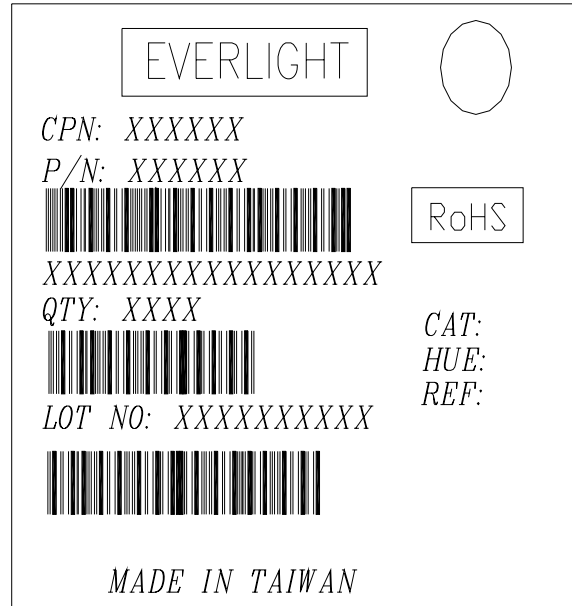 EVERLIGHT
CPN: XXXXXX
P/N: XXXXXX
RoHS
XXXXXXXXXXXXXXXXX
QTY: XXXX
CAT:
HUE:
REF:
LOT NO: XXXXXXXXXX
MADE IN TAIWAN